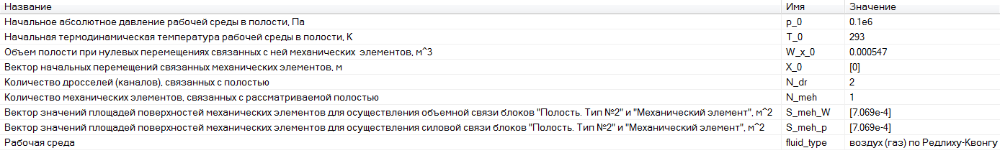 Название Имя Значение
Начальное абсолютное давление рабочей среды в полости, Па p_0 0.1e6
Начальная термодинамическая температура рабочей среды в полости, К T_0 293
Объем полости при нулевых перемещениях связанных с ней механических элементов, м^3 W_x_0 0.000547
Вектор начальных перемещений связанных механических элементов, м X_0 [0]
Количество дросселей (каналов), связанных с полостью N_dr 2
Количество механических элементов, связанных с рассматриваемой полостью N_meh 1
Вектор значений площадей поверхностей механических элементов для осуществления объемной связи блоков "Полость. Тип №2" и "Механический элемент", м^2 S_meh_W [7.069e-4]
Вектор значений площадей поверхностей механических элементов для осуществления силовой связи блоков "Полость. Тип №2" и "Механический элемент", м^2 S_meh_p [7.069e-4]
Рабочая среда fluid_type воздух (газ) по Редлиху-Квонгу